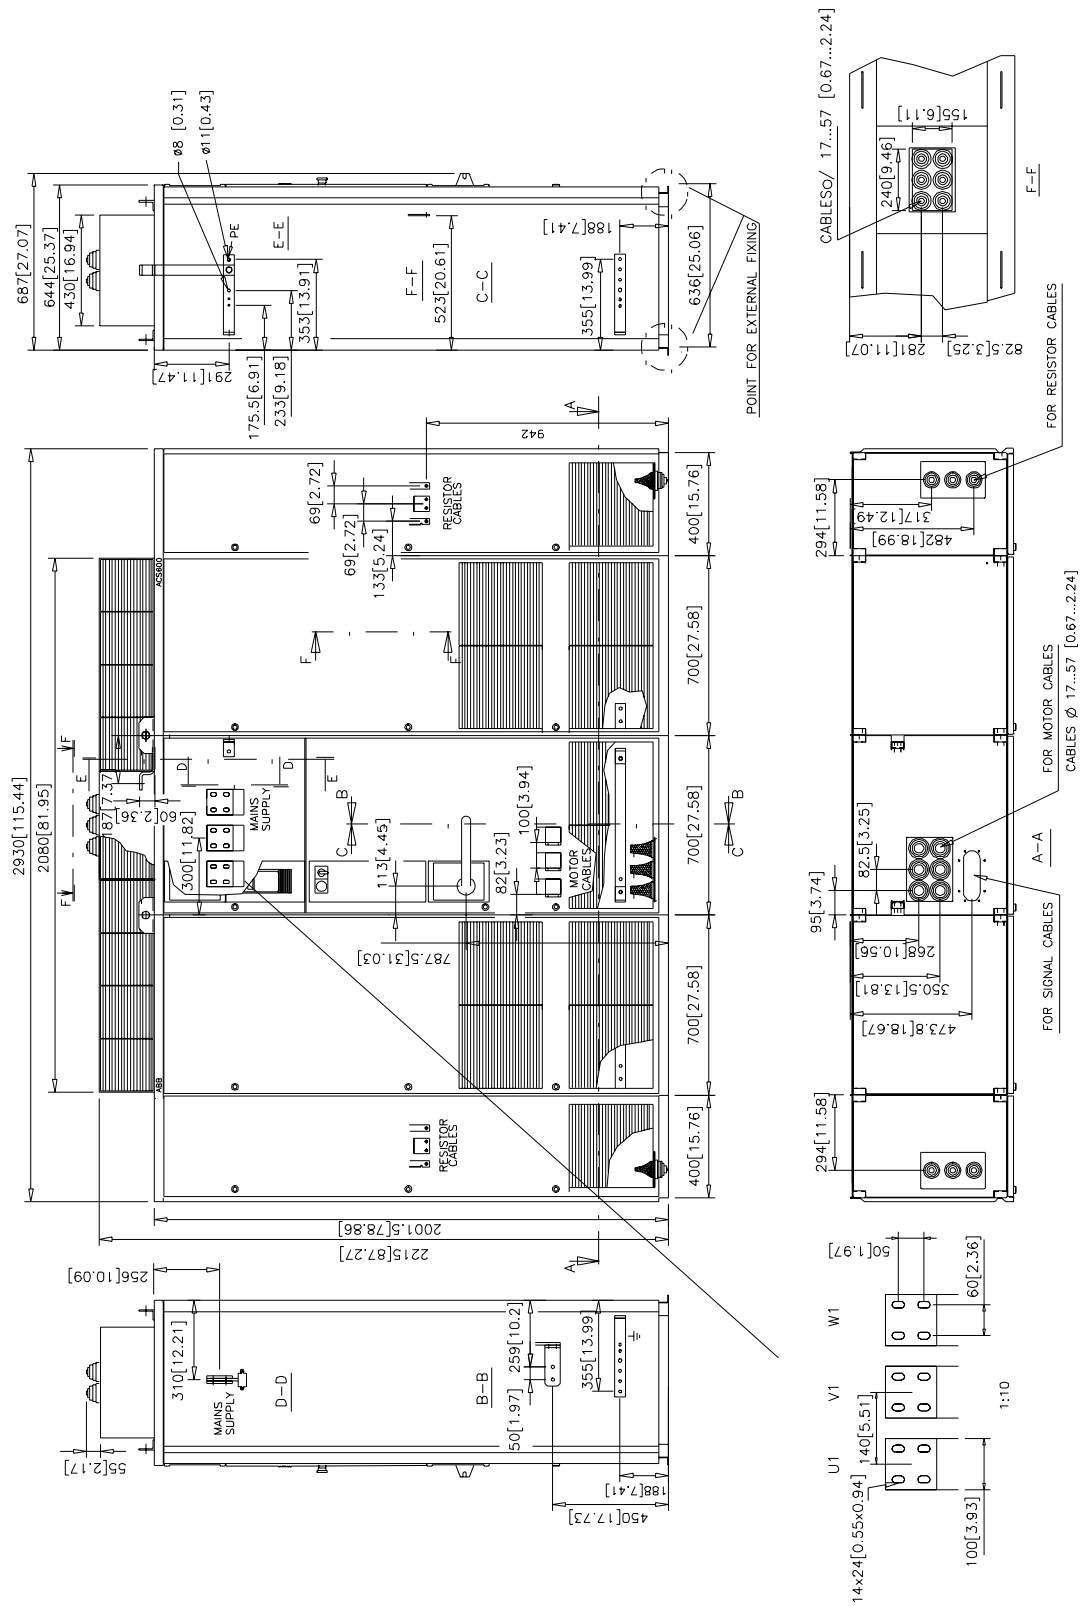 687[27.07]
644[25.37]
430[16.94]
ø8 [0.31]
ø11[0.43]
PE
E-E
F-F
C-C
523[20.61]
353[13.91]
291[11.47]
175.5[6.91]
233[9.18]
188[7.41]
355[13.99]
636[25.06]
POINT FOR EXTERNAL FIXING
CABLESO/ 17...57 [0.67...2.24]
155[6.11]
240[9.46]
F-F
281[11.07]
82.5[3.25]
FOR RESISTOR CABLES
2930[115.44]
2080[81.95]
ACS600
ABB
F
F
E
E
D
D
187[7.37
60[2.36]
300[11.82]
MAINS
SUPPLY
F
F
69[2.72]
69[2.72]
133[5.24]
RESISTOR
CABLES
942
A
B
B
C
C
113[4.45]
100[3.94]
82[3.23]
MOTOR
CABLES
787.5[31.03]
RESISTOR
CABLES
400[15.76]
700[27.58]
700[27.58]
700[27.58]
400[15.76]
2001.5[78.86]
2215[87.27]
A
294[11.58]
317[12.49
482[18.99]
FOR MOTOR CABLES
CABLES Ø 17...57 [0.67...2.24]
A-A
82.5[3.25]
95[3.74]
268[10.56]
350.5[13.81]
473.8[18.67]
FOR SIGNAL CABLES
294[11.58]
256[10.09]
310[12.21]
MAINS
SUPPLY
D-D
B-B
55[2.17]
50[1.97]
259[10.2]
355[13.99]
188[7.41]
450[17.73]
50[1.97]
60[2.36]
W1
V1
U1
140[5.51]
1:10
14x24[0.55x0.94]
100[3.93]